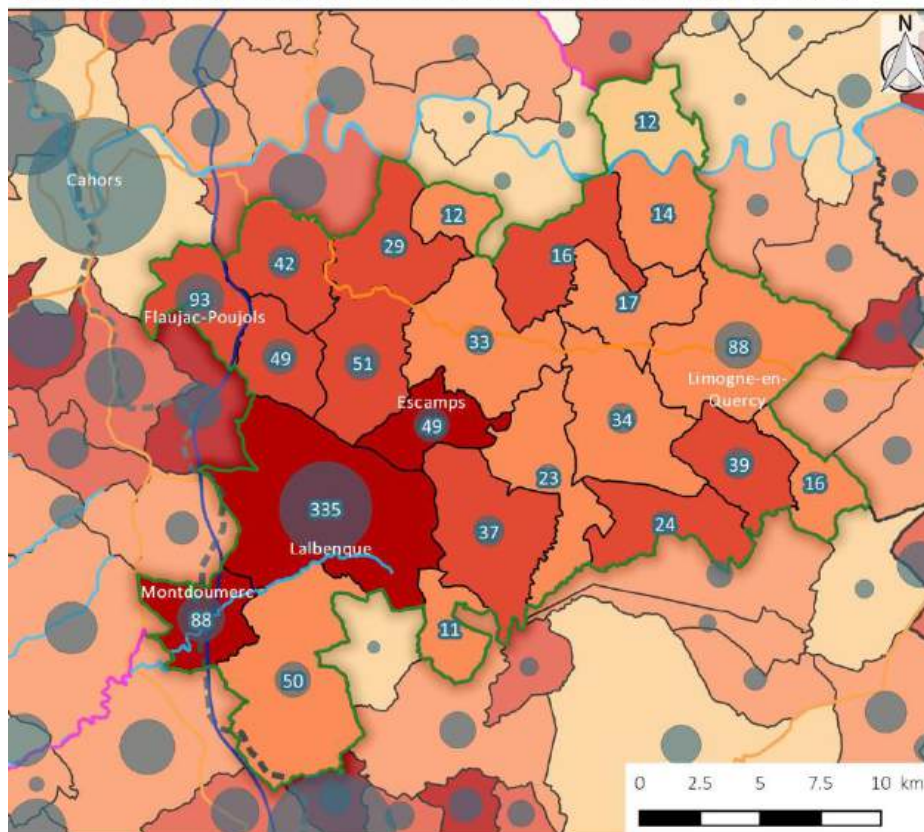 N
12
Cahors
14
12
29
16
42
17
93
Flaujac-Poujols
33
88
49
51
Limogne-en-
Quercy
Escamps
49
34
39
23
16
335
37
24
Lalbenque
Montdoumerc
88
11
50
0 2.5 5 7.5 10 km